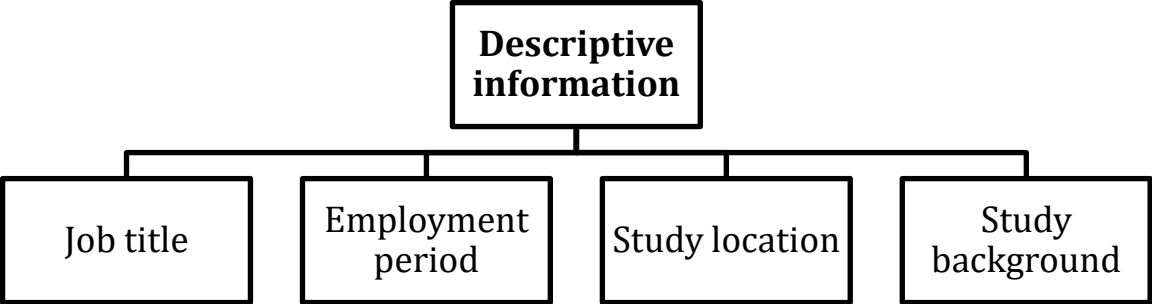 Descriptive
information
Job title
Employment
period
Study location
Study
background